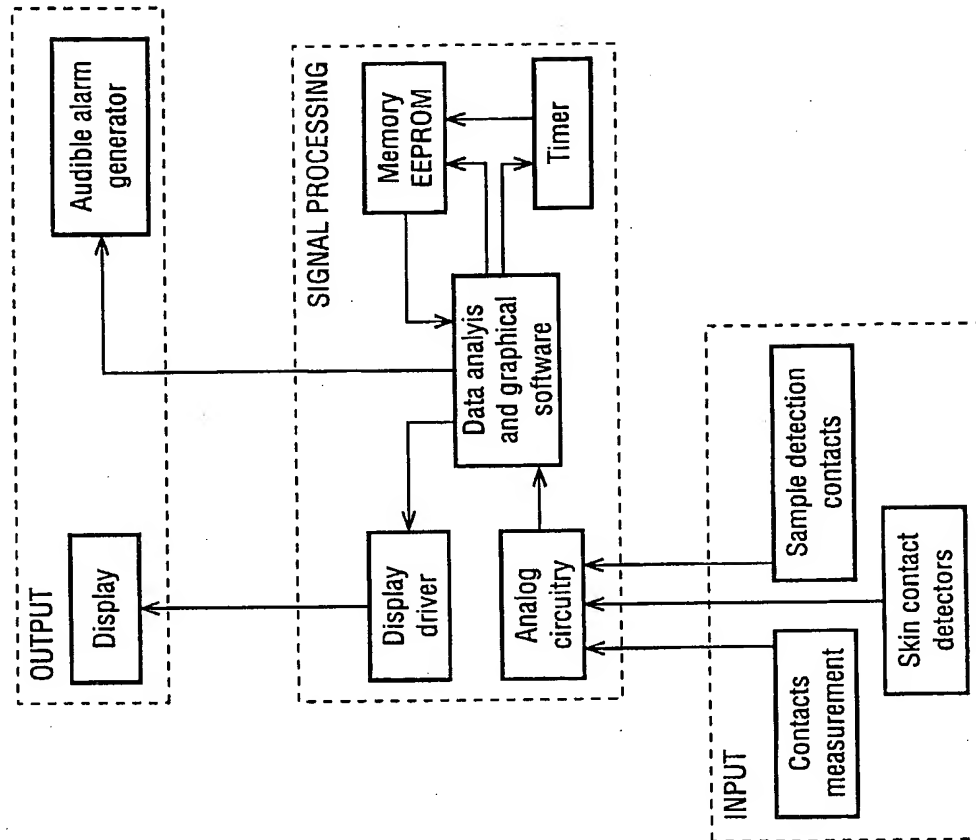 OUTPUT
Display
Audible alarm
generator
SIGNAL PROCESSING
Display
driver
Memory
EEPROM
Data analyis
and graphical
software
Analog
circuitry
Timer
INPUT
Contacts
measurement
Sample detection
contacts
Skin contact
detectors